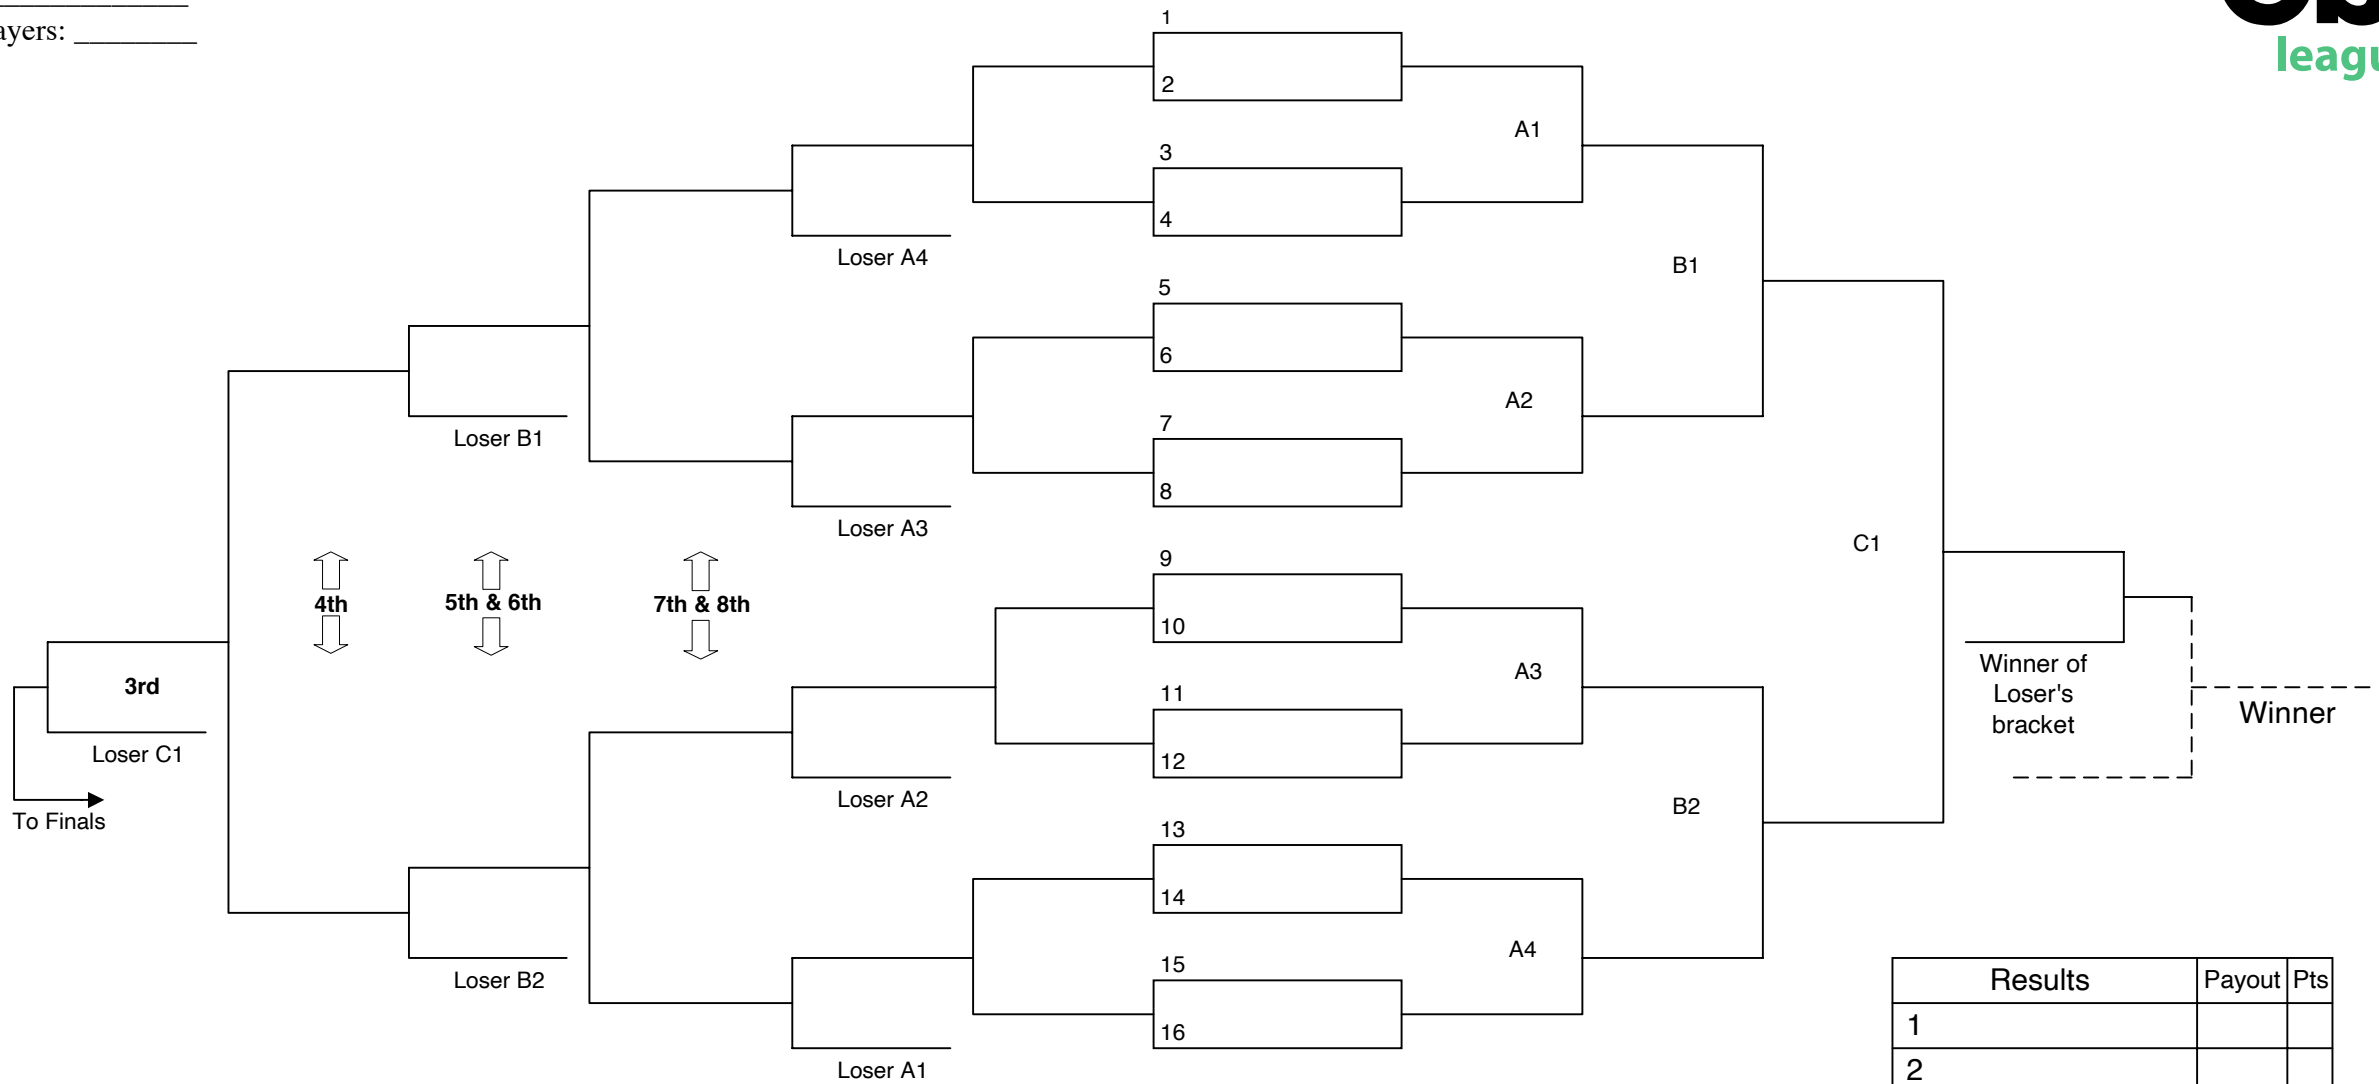 ayers: ________
leagu
1
2
A1
3
4
Loser A4
B1
5
6
A2
7
Loser B1
8
Loser A3
C1
9
4th
5th & 6th
7th & 8th
10
A3
Winner of
Loser's
bracket
3rd
11
Winner
Loser C1
12
Loser A2
B2
To Finals
13
14
A4
15
Loser B2
Results Payout Pts
1
16
Loser A1
2